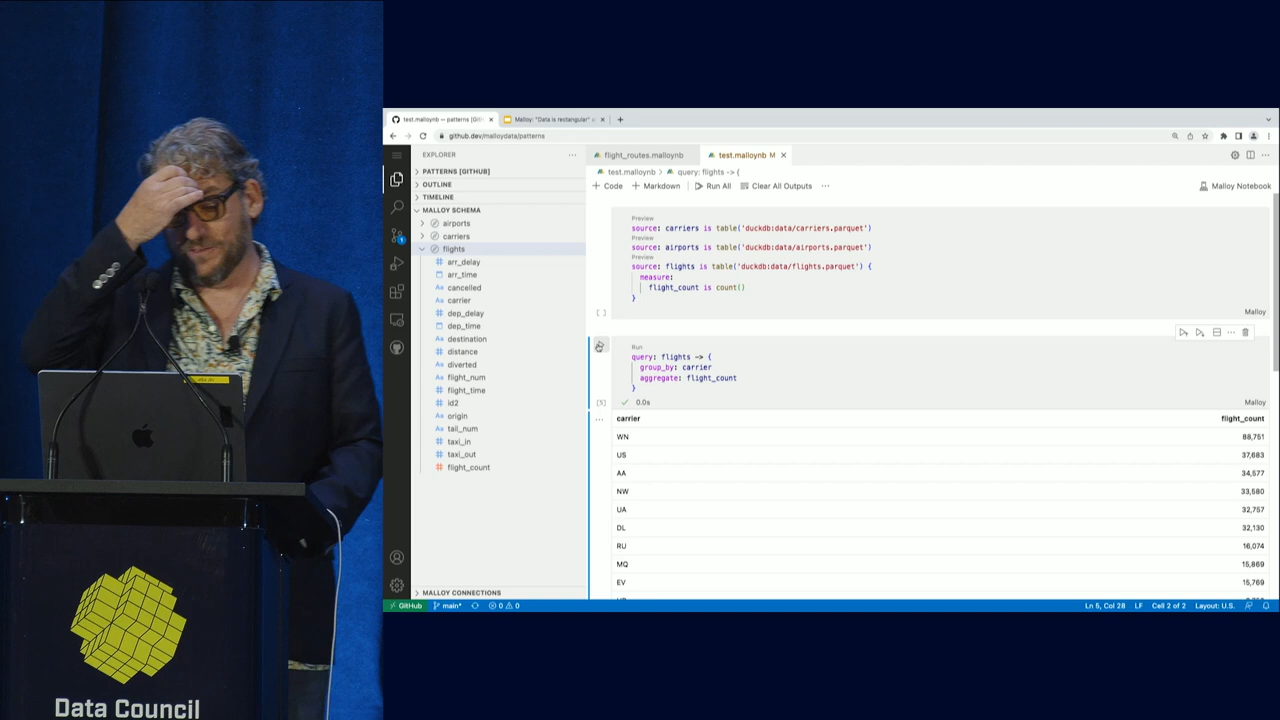 test.malloynb — patterns [Git
Malloy: "Data is rectangular"
github.dev/malloydata/patterns
EXPLORER
PATTERNS [GITHUB]
OUTLINE
TIMELINE
MALLOY SCHEMA
airports
carriers
flights
arr_delay
arr_time
cancelled
carrier
dep_delay
dep_time
destination
distance
diverted
flight_num
flight_time
id2
origin
tail_num
taxi_in
taxi_out
flight_count
MALLOY CONNECTIONS
flight_routes.malloynb
test.malloynb M
test.malloynb > query: flights -> {
+ Code + Markdown Run All Clear All Outputs ... Malloy Notebook
Preview
source: carriers is table('duckdb:data/carriers.parquet')
Preview
source: airports is table('duckdb:data/airports.parquet')
Preview
source: flights is table('duckdb:data/flights.parquet') {
measure:
flight_count is count()
}
[ ] Malloy
Run
query: flights -> {
group_by: carrier
aggregate: flight_count
}
[5] 0.0s Malloy
carrier flight_count
WN 88,751
US 37,683
AA 34,577
NW 33,580
UA 32,757
DL 32,130
RU 16,074
MQ 15,869
EV 15,769
GitHub main* 0 0 Ln 5, Col 28 LF Cell 2 of 2 Layout: U.S.
Data Council